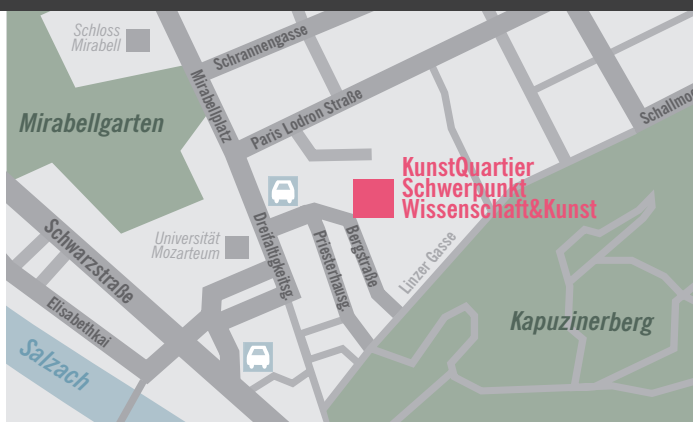 Schloss
Mirabell
Schrannengasse
Mirabellplatz
Paris Lodron Straße
Mirabellgarten
KunstQuartier
Schwerpunkt
Wissenschaft&Kunst
Schwarzstraße
Universität
Mozarteum
Dreifaltigkeitsg.
Priesterhausg.
Bergstraße
Linzer Gasse
Elisabethkai
Kapuzinerberg
Salzach